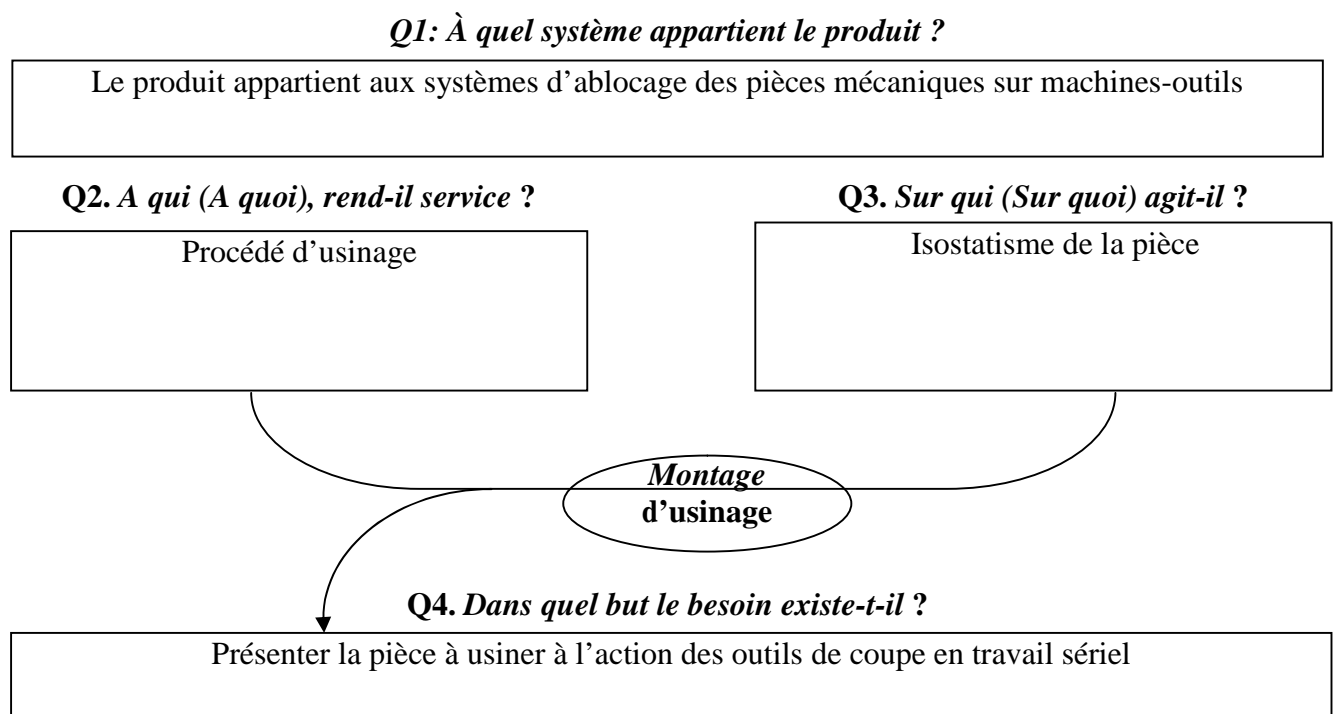 Q1: À quel système appartient le produit ?
Le produit appartient aux systèmes d’ablocage des pièces mécaniques sur machines-outils
Q2. A qui (A quoi), rend-il service ?
Q3. Sur qui (Sur quoi) agit-il ?
Procédé d’usinage
Isostatisme de la pièce
Montage
d’usinage
Q4. Dans quel but le besoin existe-t-il ?
Présenter la pièce à usiner à l’action des outils de coupe en travail sériel